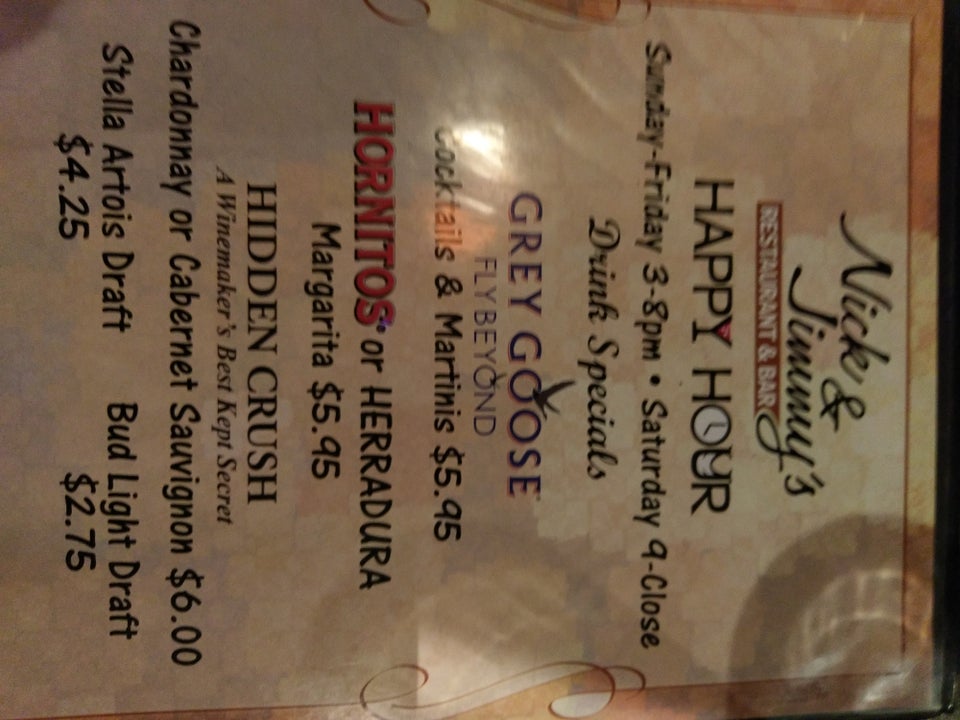 Nick &
Jimmy's
RESTAURANT & BAR
HAPPY HOUR
Sunday-Friday 3-8pm • Saturday 9-Close
Drink Specials
GREY GOOSE
FLY BEYOND
Cocktails & Martinis $5.95
HORNITOS® or HERRADURA
Margarita $5.95
HIDDEN CRUSH
A Winemaker's Best Kept Secret
Chardonnay or Cabernet Sauvignon $6.00
Stella Artois Draft Bud Light Draft
$4.25 $2.75